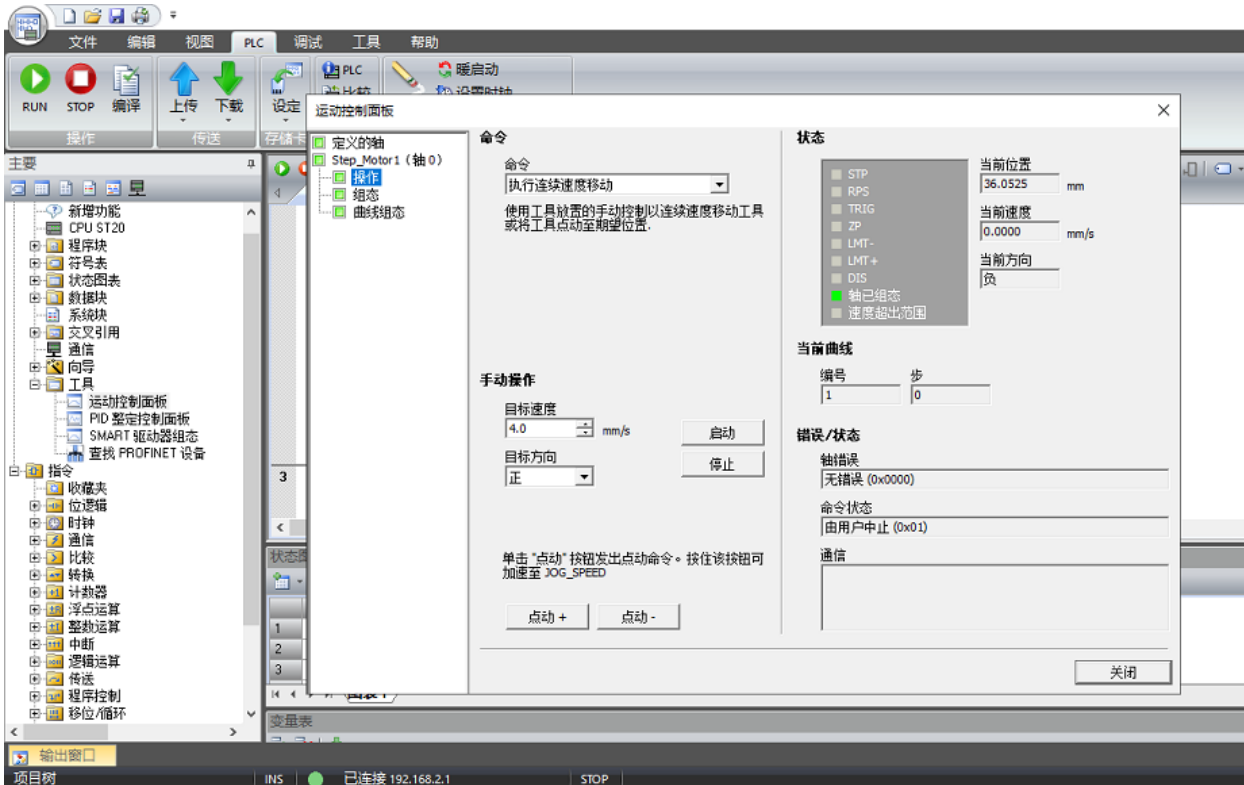 文件 编辑 视图 PLC 调试 工具 帮助
RUN STOP 编译 上传 下载 设定 PLC 暖启动
操作 传送
运动控制面板
主要
新增功能
CPU ST20
程序块
符号表
状态图表
数据块
系统块
交叉引用
通信
向导
工具
运动控制面板
PID 整定控制面板
SMART 驱动器组态
查找 PROFINET 设备
指令
收藏夹
位逻辑
时钟
通信
比较
转换
计数器
浮点运算
整数运算
中断
逻辑运算
传送
程序控制
移位/循环
输出窗口
项目树
3
1
2
3
变量表
定义的轴
Step_Motor1 (轴 0)
操作
组态
曲线组态
命令
命令
执行连续速度移动
使用工具放置的手动控制以连续速度移动工具
或将工具点动至期望位置.
手动操作
目标速度
4.0 mm/s
启动
目标方向
正
停止
单击 "点动" 按钮发出点动命令。按住该按钮可
加速至 JOG_SPEED
点动 + 点动 -
状态
STP
RPS
TRIG
ZP
LMT-
LMT+
DIS
轴已组态
速度超出范围
当前位置
36.0525 mm
当前速度
0.0000 mm/s
当前方向
负
当前曲线
编号 步
1 0
错误/状态
轴错误
无错误 (0x0000)
命令状态
由用户中止 (0x01)
通信
关闭
INS 已连接 192.168.2.1 STOP